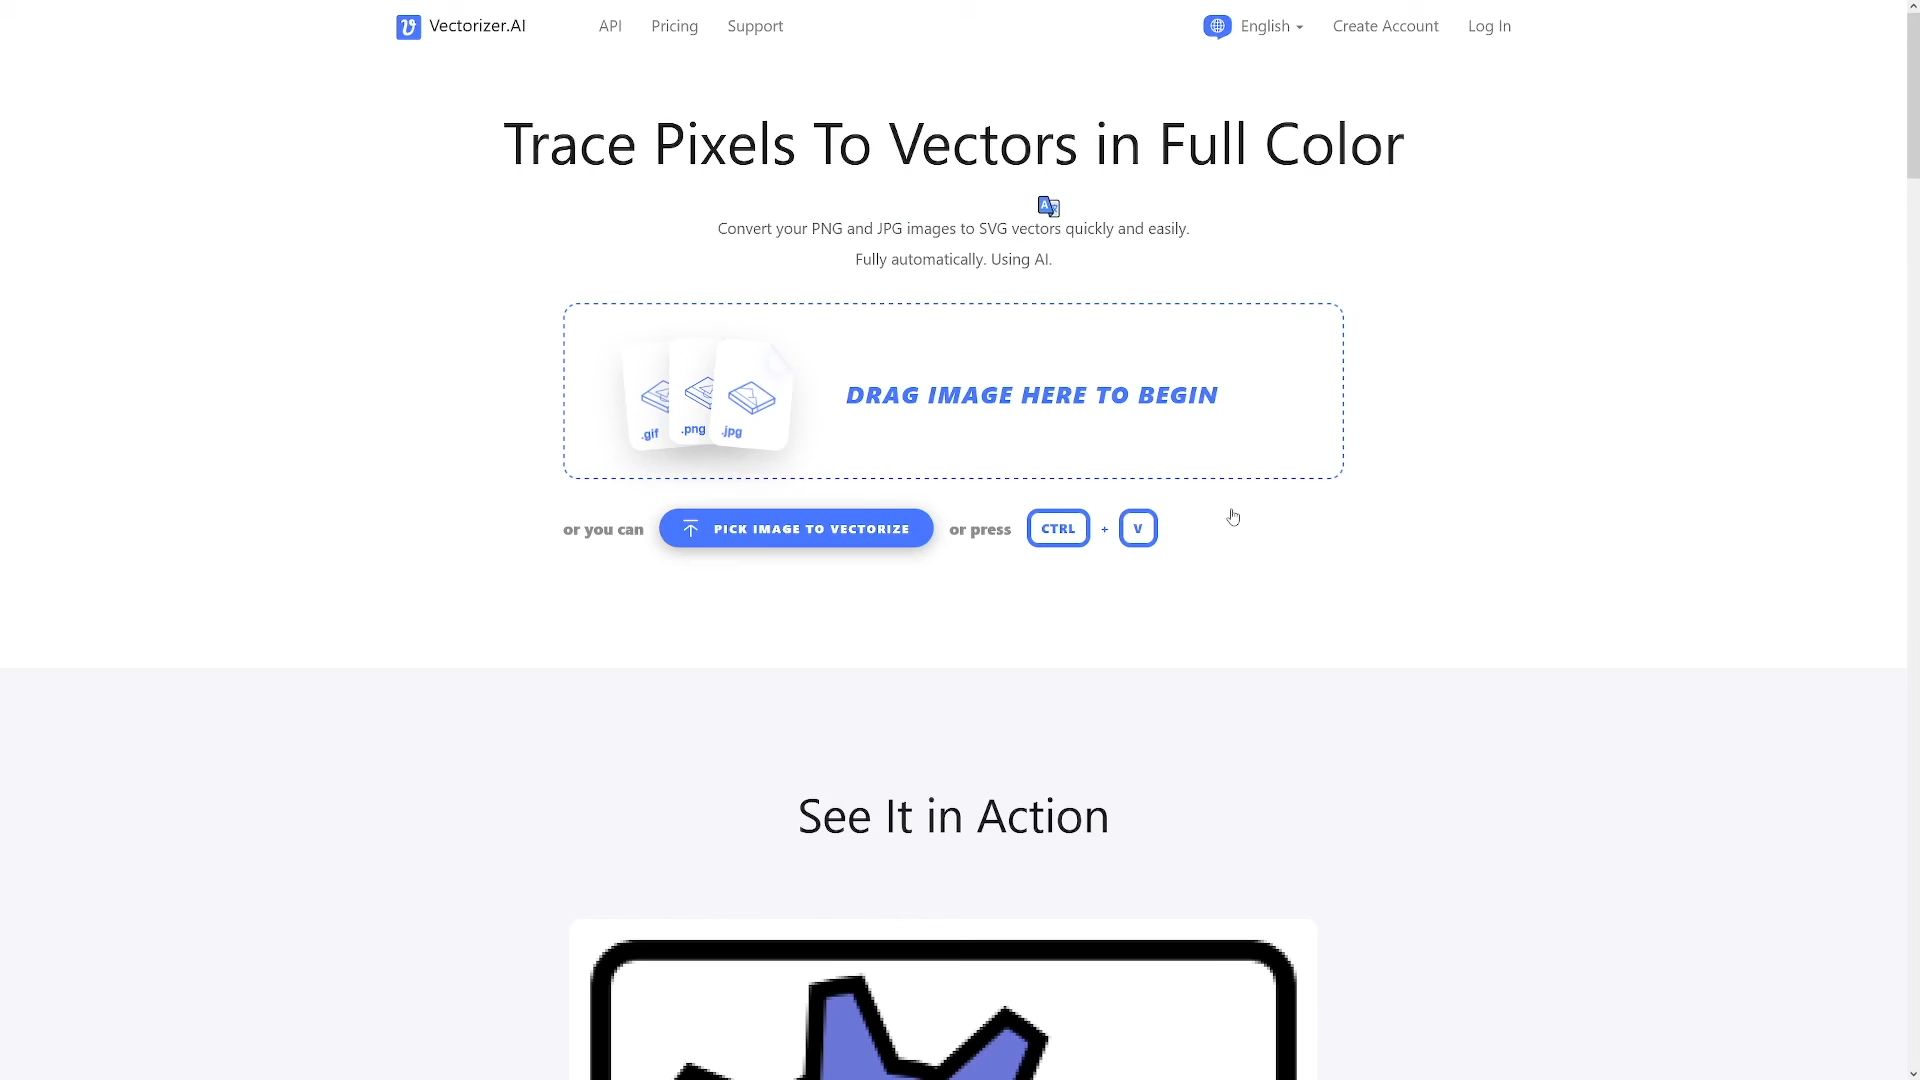 Vectorizer.AI
API
Pricing
Support
English
Create Account
Log In
Trace Pixels To Vectors in Full Color
Convert your PNG and JPG images to SVG vectors quickly and easily.
Fully automatically. Using AI.
.gif
.png
.jpg
DRAG IMAGE HERE TO BEGIN
or you can
PICK IMAGE TO VECTORIZE
or press
CTRL
+
V
See It in Action